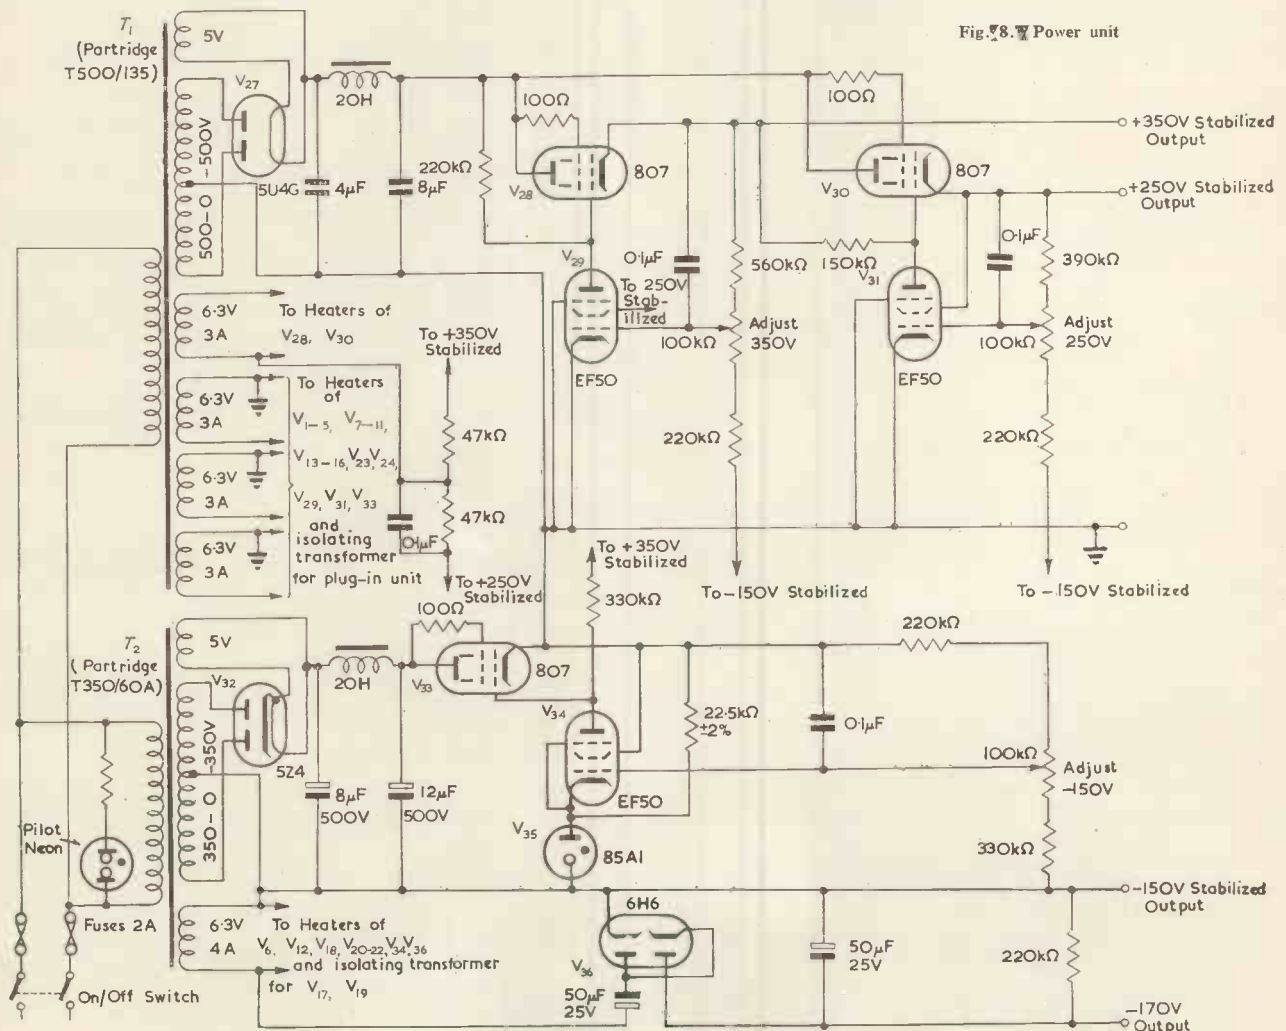 Fig. 8. Power unit
T1
(Partridge
T500/135)
5V
V27
500-0-500V
5U4G
4μF
20H
8μF
220kΩ
100Ω
807
V28
V29
To 250V
Stab-
ilized
EF50
0·1μF
560kΩ
100kΩ
Adjust
350V
220kΩ
To -150V Stabilized
100Ω
807
V30
150kΩ
V31
EF50
0·1μF
390kΩ
100kΩ
Adjust
250V
220kΩ
To -150V Stabilized
+350V Stabilized
Output
+250V Stabilized
Output
6·3V
3A
To Heaters of
V28, V30
6·3V
3A
6·3V
3A
6·3V
3A
To Heaters
of
V1-5, V7-11,
V13-16, V23, V24,
V29, V31, V33
and
isolating
transformer
for plug-in unit
To +350V
Stabilized
47kΩ
47kΩ
0·1μF
To +250V
Stabilized
T2
(Partridge
T350/60A)
5V
V32
350-0-350V
5Z4
20H
8μF
500V
12μF
500V
100Ω
807
V33
To +350V
Stabilized
330kΩ
V34
EF50
V35
85A1
22·5kΩ
±2%
0·1μF
220kΩ
100kΩ
Adjust
-150V
330kΩ
-150V Stabilized
Output
Pilot
Neon
Fuses 2A
On/Off Switch
6·3V
4A
To Heaters of
V6, V12, V18, V20-22, V34, V36
and isolating transformer
for V17, V19
6H6
V36
50μF
25V
50μF
25V
220kΩ
-170V
Output